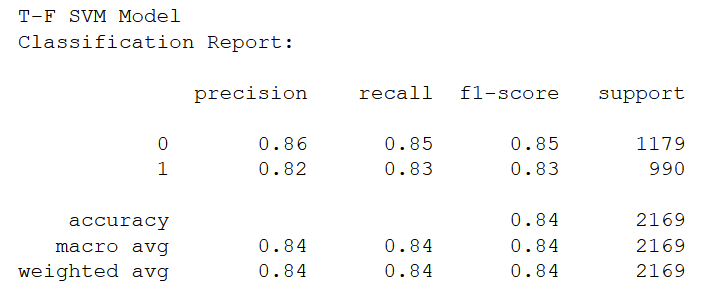 T-F SVM Model
Classification Report:
precision recall f1-score support
0 0.86 0.85 0.85 1179
1 0.82 0.83 0.83 990
accuracy 0.84 2169
macro avg 0.84 0.84 0.84 2169
weighted avg 0.84 0.84 0.84 2169